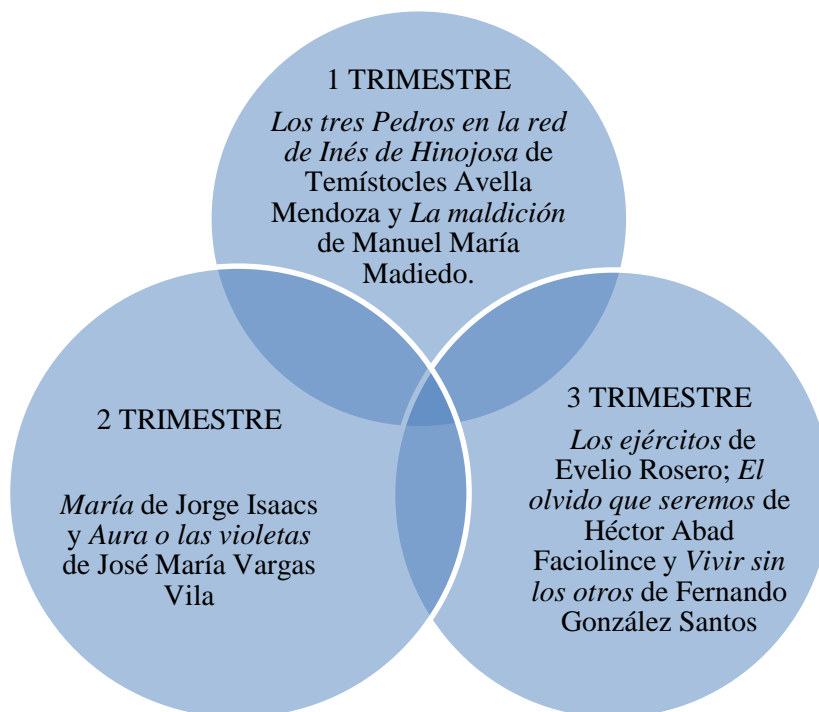 1 TRIMESTRE
Los tres Pedros en la red
de Inés de Hinojosa de
Temístocles Avella
Mendoza y La maldición
de Manuel María
Madiedo.
2 TRIMESTRE
María de Jorge Isaacs
y Aura o las violetas
de José María Vargas
Vila
3 TRIMESTRE
Los ejércitos de
Evelio Rosero; El
olvido que seremos de
Héctor Abad
Faciolince y Vivir sin
los otros de Fernando
González Santos